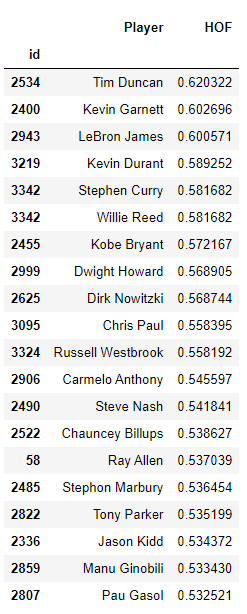 Player HOF
id
2534 Tim Duncan 0.620322
2400 Kevin Garnett 0.602696
2943 LeBron James 0.600571
3219 Kevin Durant 0.589252
3342 Stephen Curry 0.581682
3342 Willie Reed 0.581682
2455 Kobe Bryant 0.572167
2999 Dwight Howard 0.568905
2625 Dirk Nowitzki 0.568744
3095 Chris Paul 0.558395
3324 Russell Westbrook 0.558192
2906 Carmelo Anthony 0.545597
2490 Steve Nash 0.541841
2522 Chauncey Billups 0.538627
58 Ray Allen 0.537039
2485 Stephon Marbury 0.536454
2822 Tony Parker 0.535199
2336 Jason Kidd 0.534372
2859 Manu Ginobili 0.533430
2807 Pau Gasol 0.532521